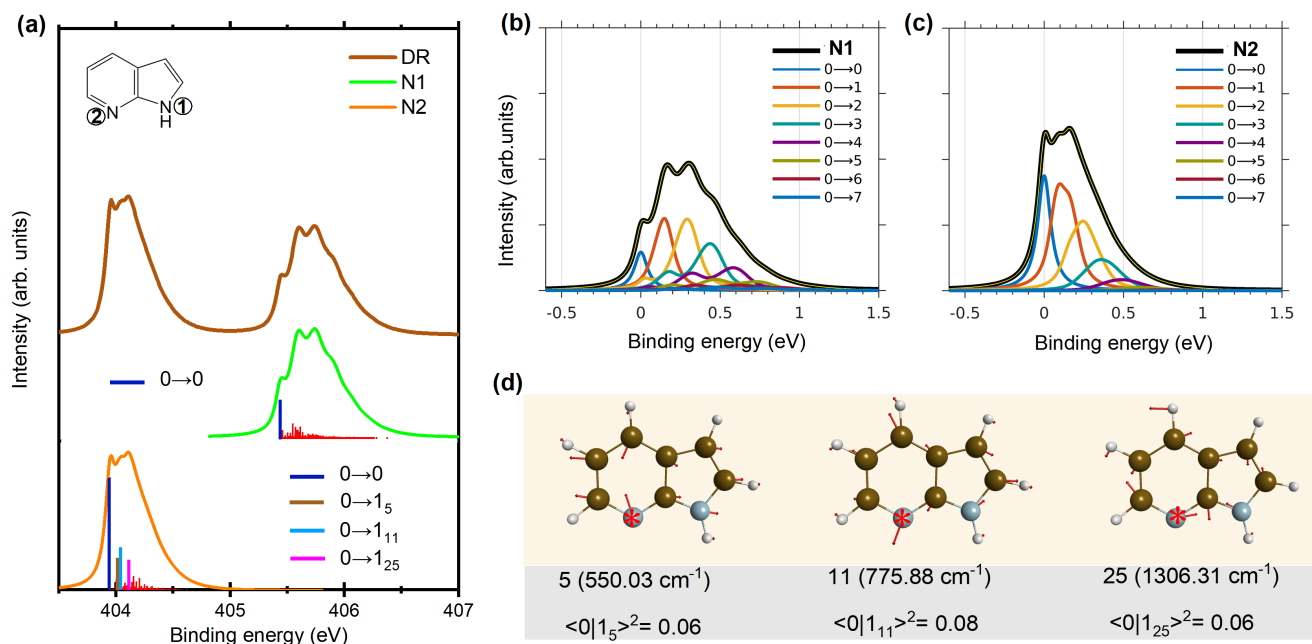 (a)
DR
N1
N2
1
2
N
N
H
Intensity (arb. units)
0→0
0→0
0→1₅
0→1₁₁
0→1₂₅
404
405
406
407
Binding energy (eV)
(b)
N1
0→0
0→1
0→2
0→3
0→4
0→5
0→6
0→7
Intensity (arb.units)
-0.5
0
0.5
1
1.5
Binding energy (eV)
(c)
N2
0→0
0→1
0→2
0→3
0→4
0→5
0→6
0→7
-0.5
0
0.5
1
1.5
Binding energy (eV)
(d)
*
*
*
5 (550.03 cm⁻¹)
11 (775.88 cm⁻¹)
25 (1306.31 cm⁻¹)
<0|1₅>²= 0.06
<0|1₁₁>²= 0.08
<0|1₂₅>²= 0.06